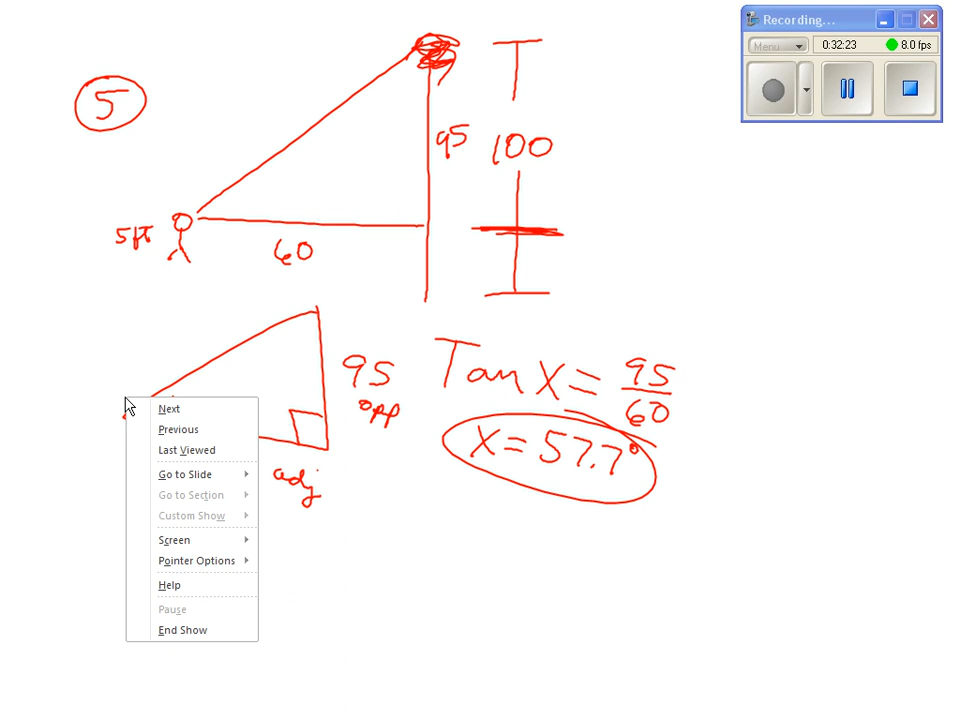 Recording...
Menu
0:32:23
8.0 fps
5
T
95
100
5ft
60
95
opp
adj
Tan X = 95/60
X = 57.7°
Next
Previous
Last Viewed
Go to Slide
Go to Section
Custom Show
Screen
Pointer Options
Help
Pause
End Show